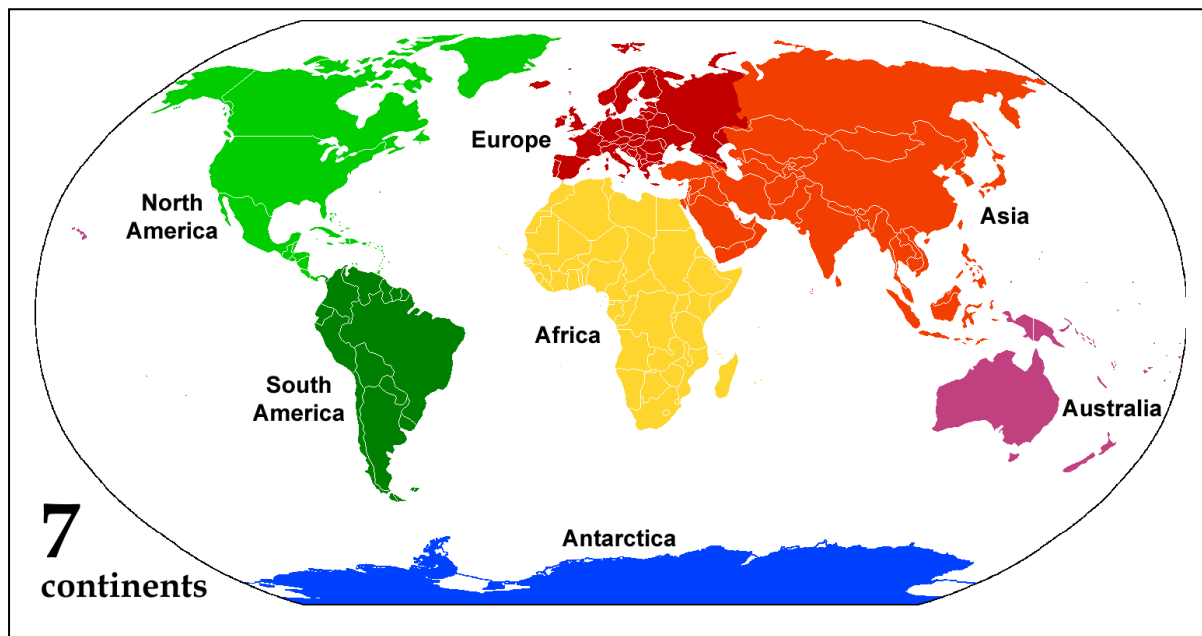 Europe
North
America
Asia
Africa
South
America
Australia
7
continents
Antarctica